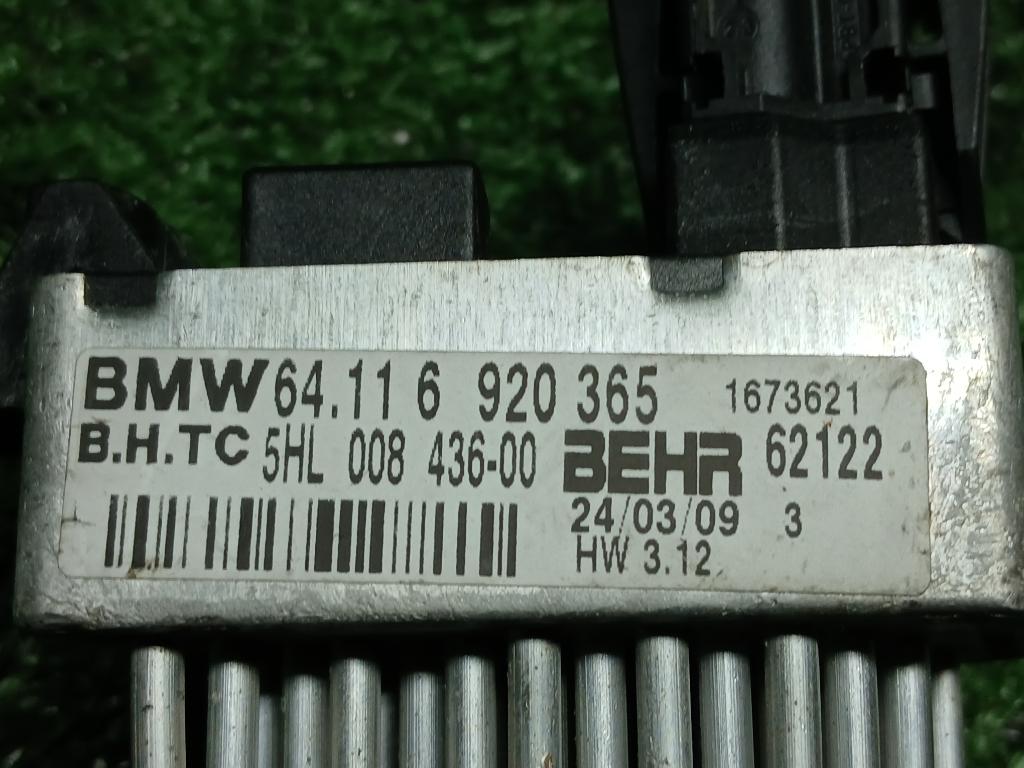 BMW 64.11 6 920 365 1673621
B.H.TC 5HL 008 436-00 BEHR 62122
24/03/09 3
HW 3.12